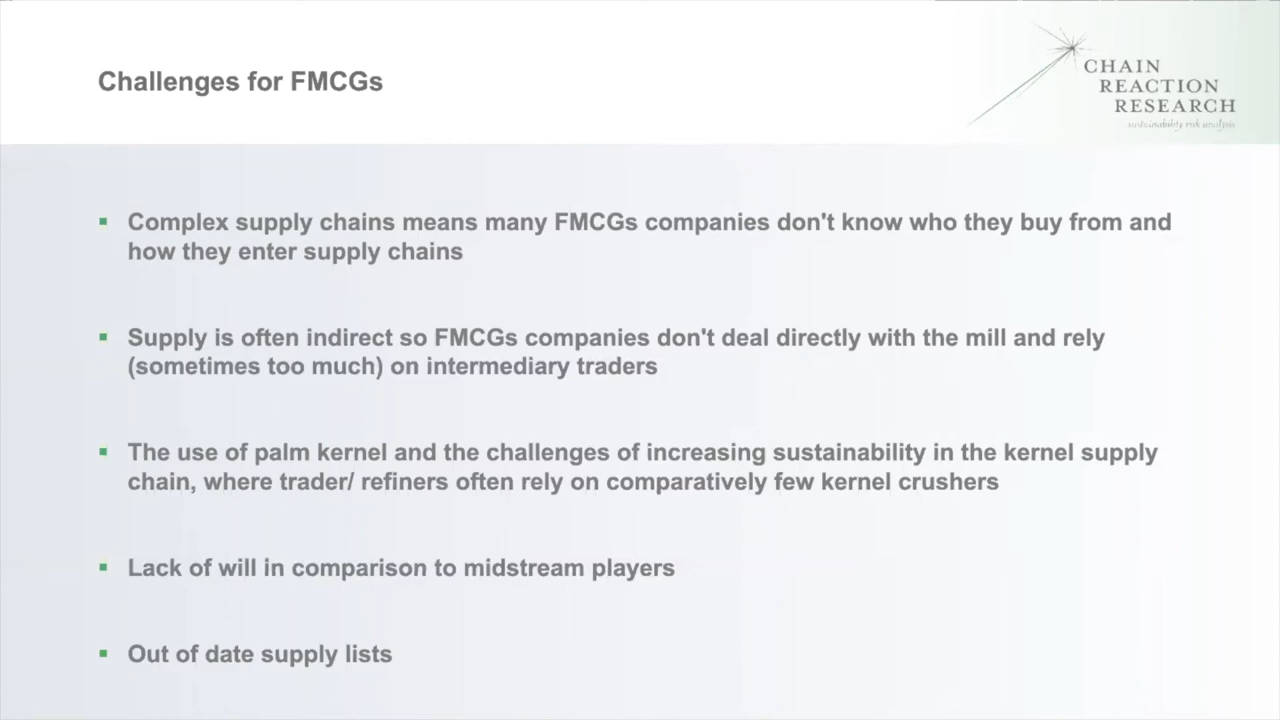 Challenges for FMCGs
CHAIN
REACTION
RESEARCH
sustainability risk analysis
▪ Complex supply chains means many FMCGs companies don't know who they buy from and
how they enter supply chains
▪ Supply is often indirect so FMCGs companies don't deal directly with the mill and rely
(sometimes too much) on intermediary traders
▪ The use of palm kernel and the challenges of increasing sustainability in the kernel supply
chain, where trader/ refiners often rely on comparatively few kernel crushers
▪ Lack of will in comparison to midstream players
▪ Out of date supply lists